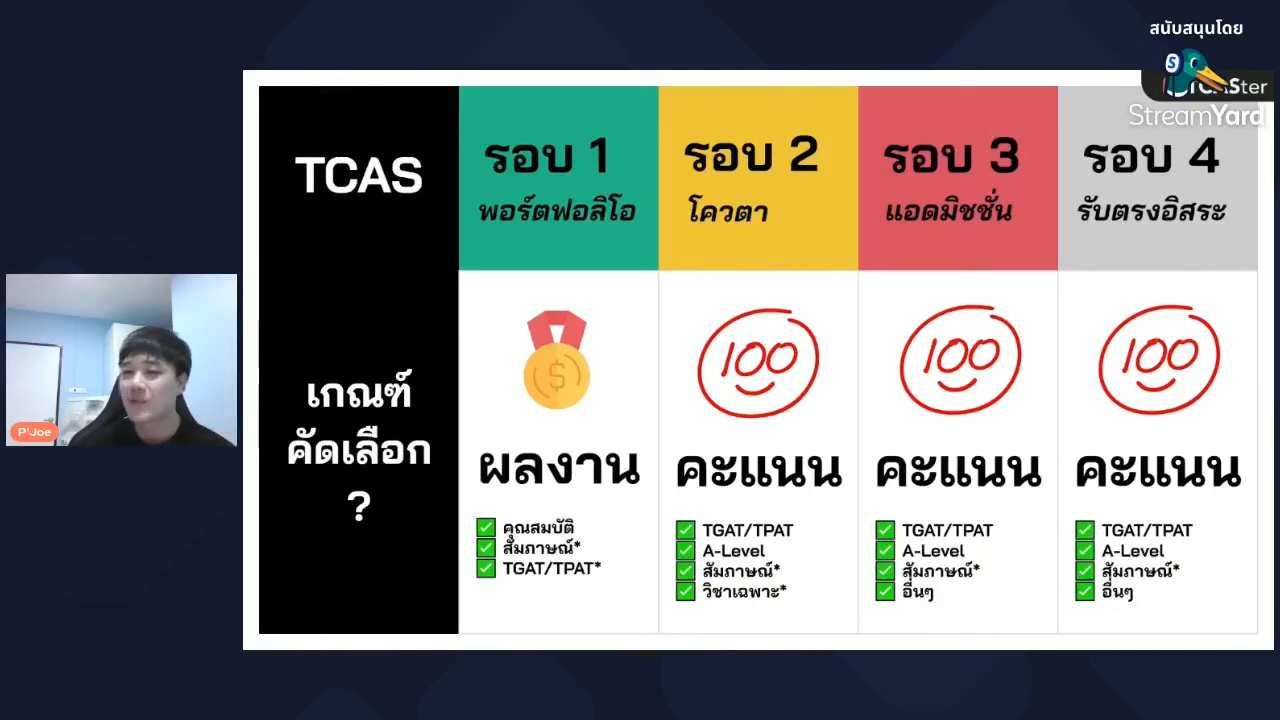 สนับสนุนโดย
StreamYard
TCAS
รอบ 1
พอร์ตฟอลิโอ
รอบ 2
โควตา
รอบ 3
แอดมิชชั่น
รอบ 4
รับตรงอิสระ
เกณฑ์
คัดเลือก
?
ผลงาน
✅ คุณสมบัติ
✅ สัมภาษณ์*
✅ TGAT/TPAT*
100
คะแนน
✅ TGAT/TPAT
✅ A-Level
✅ สัมภาษณ์*
✅ วิชาเฉพาะ*
100
คะแนน
✅ TGAT/TPAT
✅ A-Level
✅ สัมภาษณ์*
✅ อื่นๆ
100
คะแนน
✅ TGAT/TPAT
✅ A-Level
✅ สัมภาษณ์*
✅ อื่นๆ
P'Joe